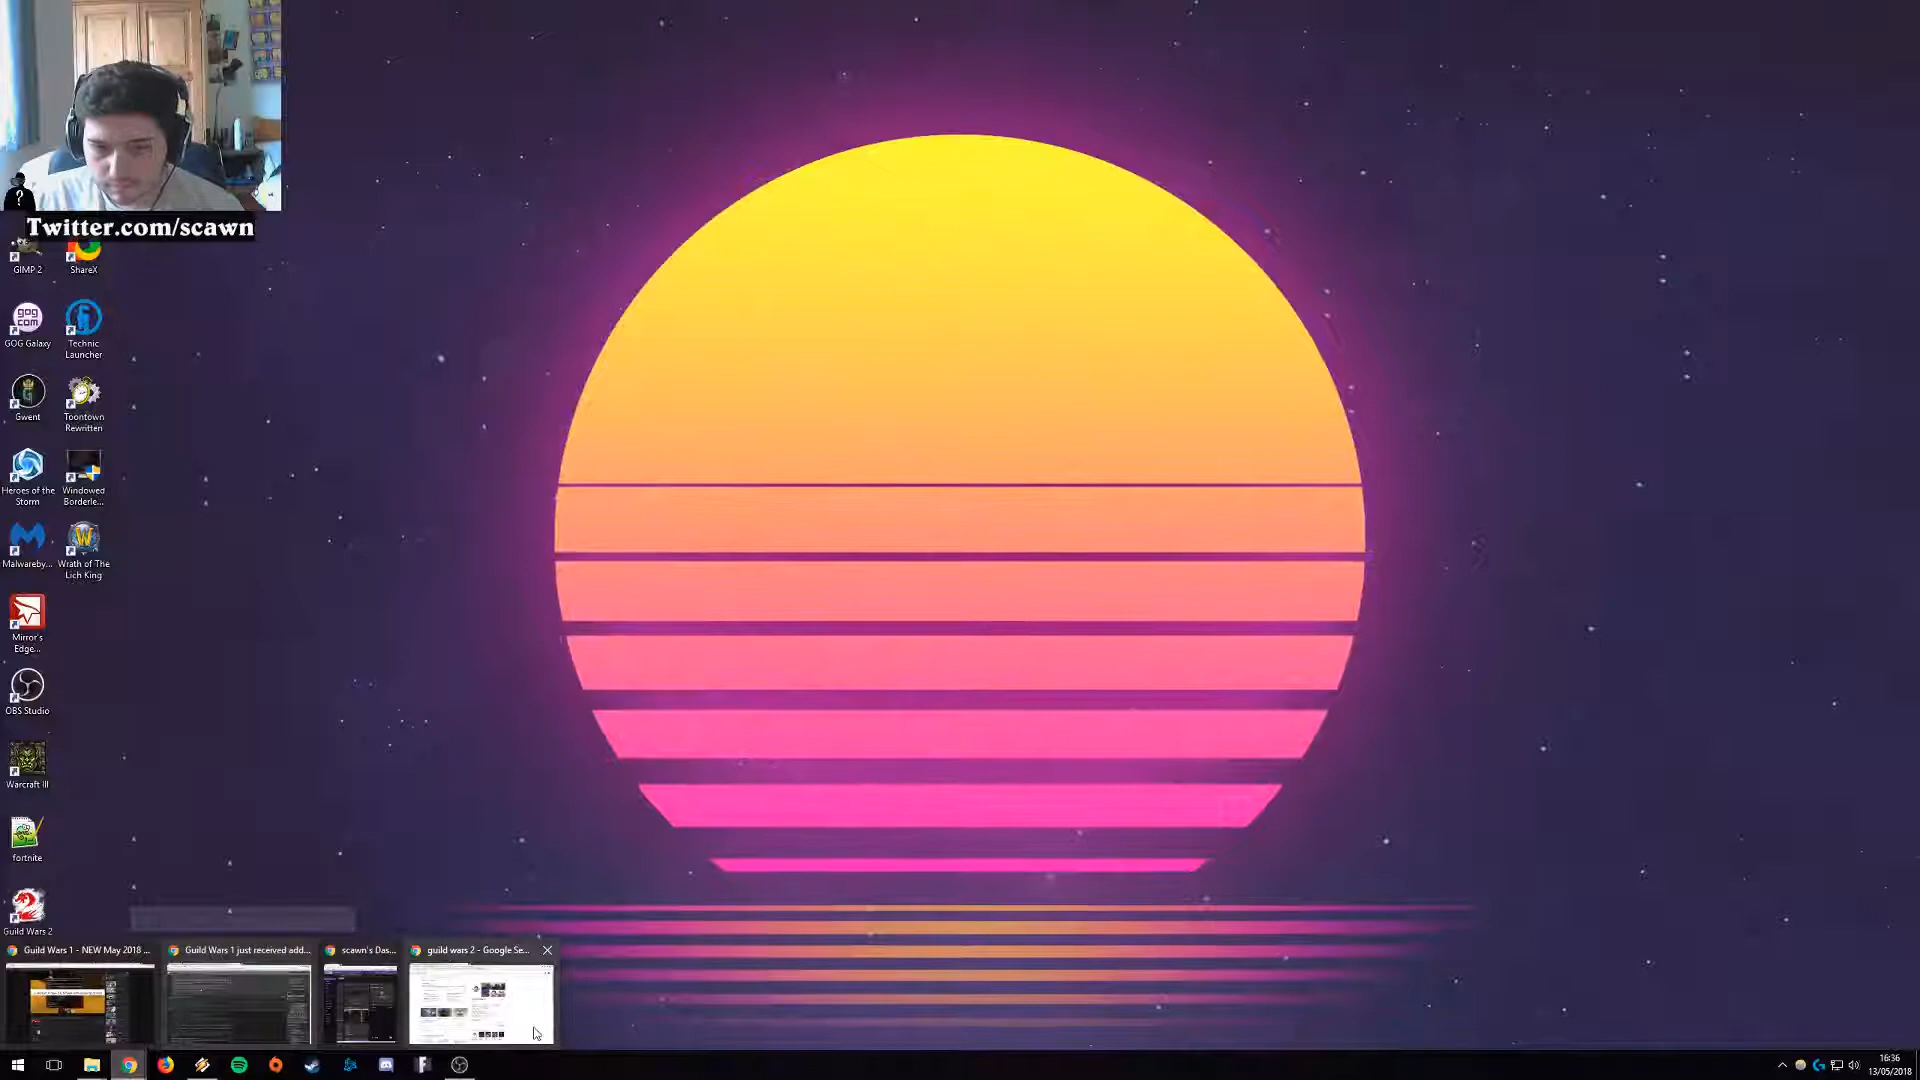 Twitter.com/scawn
GIMP 2
ShareX
gog
com
GOG Galaxy
Technic
Launcher
Gwent
Toontown
Rewritten
Heroes of the
Storm
Windowed
Borderle...
Malwareby...
Wrath of The
Lich King
Mirror's
Edge...
OBS Studio
Warcraft III
fortnite
Guild Wars 2
Guild Wars 1 - NEW May 2018 ...
Guild Wars 1 just received add...
scawn's Das...
guild wars 2 - Google Se...
16:36
13/05/2018